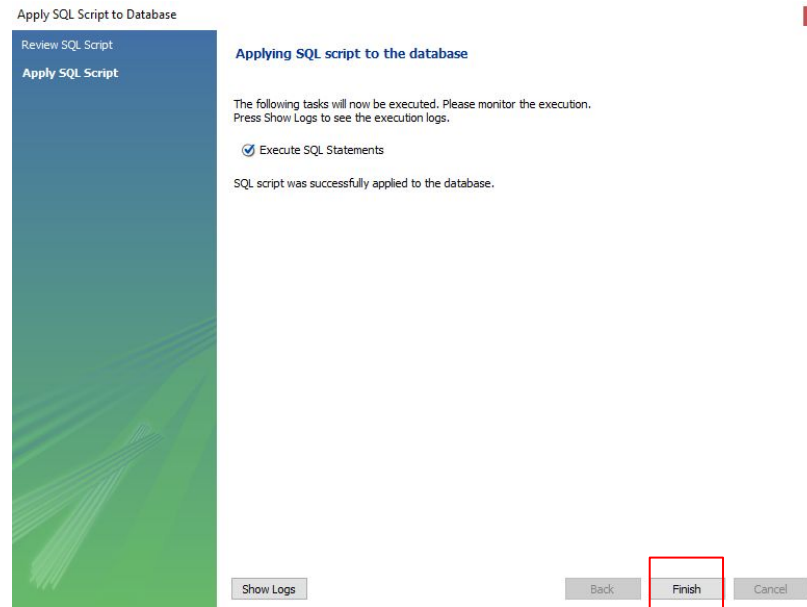 Apply SQL Script to Database
Review SQL Script
Apply SQL Script
Applying SQL script to the database
The following tasks will now be executed. Please monitor the execution.
Press Show Logs to see the execution logs.
Execute SQL Statements
SQL script was successfully applied to the database.
Show Logs
Back
Finish
Cancel